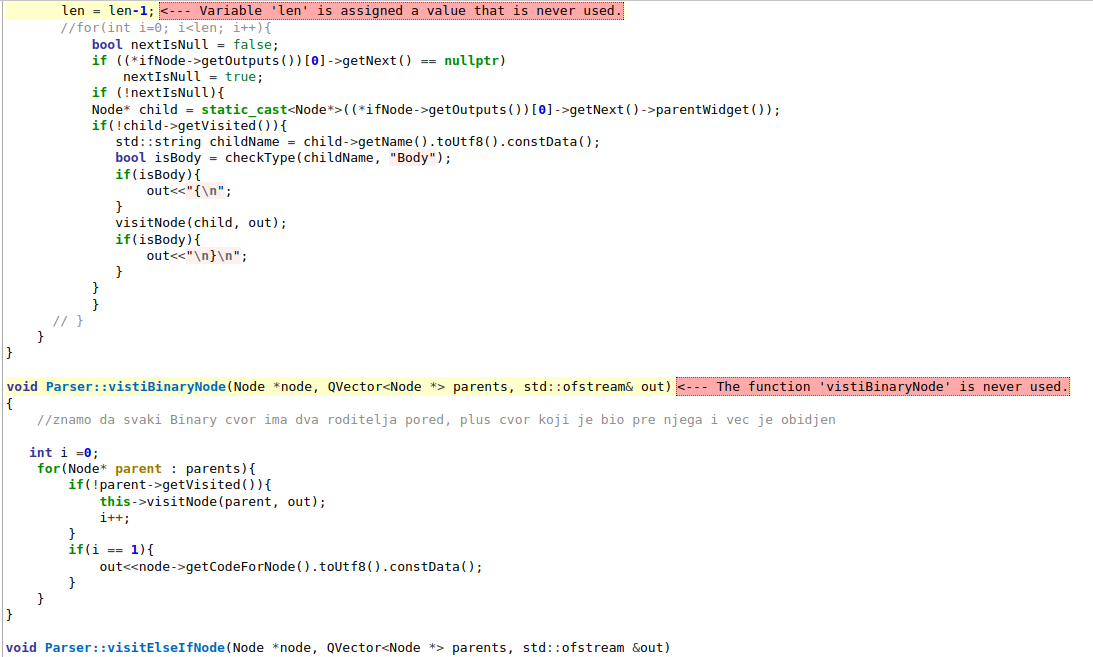 len = len-1; <--- Variable 'len' is assigned a value that is never used.
//for(int i=0; i<len; i++){
bool nextIsNull = false;
if ((*ifNode->getOutputs())[0]->getNext() == nullptr)
nextIsNull = true;
if (!nextIsNull){
Node* child = static_cast<Node*>((*ifNode->getOutputs())[0]->getNext()->parentWidget());
if(!child->getVisited()){
std::string childName = child->getName().toUtf8().constData();
bool isBody = checkType(childName, "Body");
if(isBody){
out<<"{\n";
}
visitNode(child, out);
if(isBody){
out<<"\n}\n";
}
}
}
// }
}
}
void Parser::vistiBinaryNode(Node *node, QVector<Node *> parents, std::ofstream& out) <--- The function 'vistiBinaryNode' is never used.
{
//znamo da svaki Binary cvor ima dva roditelja pored, plus cvor koji je bio pre njega i vec je obidjen
int i =0;
for(Node* parent : parents){
if(!parent->getVisited()){
this->visitNode(parent, out);
i++;
}
if(i == 1){
out<<node->getCodeForNode().toUtf8().constData();
}
}
}
void Parser::visitElseIfNode(Node *node, QVector<Node *> parents, std::ofstream &out)